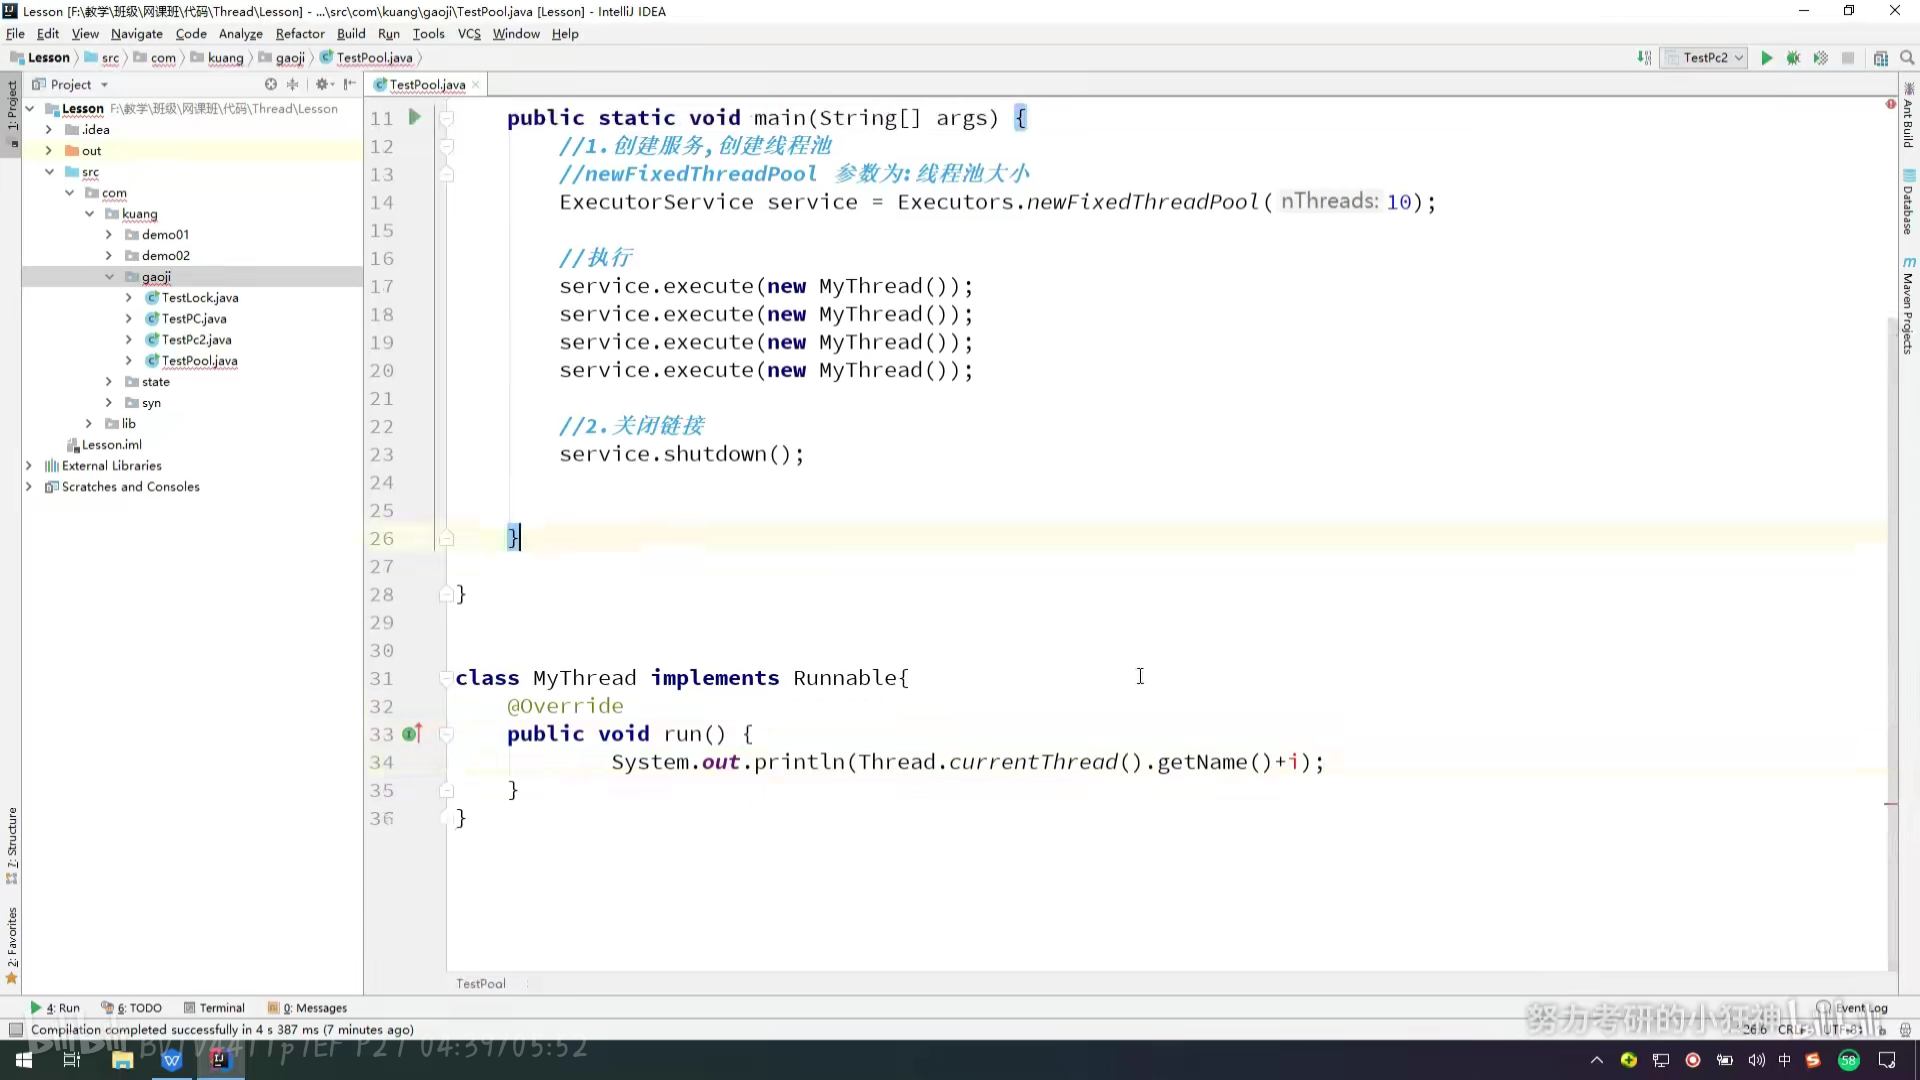 Lesson [F:\教学\班级\网课班\代码\Thread\Lesson] - ...\src\com\kuang\gaoji\TestPool.java [Lesson] - IntelliJ IDEA
File Edit View Navigate Code Analyze Refactor Build Run Tools VCS Window Help
Lesson src com kuang gaoji TestPool.java TestPc2
1: Project
Project
TestPool.java
Lesson F:\教学\班级\网课班\代码\Thread\Lesson
.idea
out
src
com
kuang
demo01
demo02
gaoji
TestLock.java
TestPC.java
TestPc2.java
TestPool.java
state
syn
lib
Lesson.iml
External Libraries
Scratches and Consoles
11 public static void main(String[] args) {
12 //1.创建服务,创建线程池
13 //newFixedThreadPool 参数为:线程池大小
14 ExecutorService service = Executors.newFixedThreadPool( nThreads: 10);
15
16 //执行
17 service.execute(new MyThread());
18 service.execute(new MyThread());
19 service.execute(new MyThread());
20 service.execute(new MyThread());
21
22 //2.关闭链接
23 service.shutdown();
24
25
26 }
27
28 }
29
30
31 class MyThread implements Runnable{
32 @Override
33 public void run() {
34 System.out.println(Thread.currentThread().getName()+i);
35 }
36 }
Ant Build
Database
Maven Projects
7: Structure
2: Favorites
TestPool
4: Run 6: TODO Terminal 0: Messages Event Log
Compilation completed successfully in 4 s 387 ms (7 minutes ago) 26:6 CRLF UTF-8
努力考研的小狂神
bilibili
P27 04:39/05:52
中 58